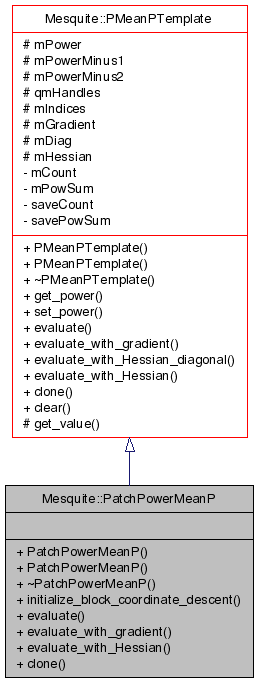 Mesquite::PMeanPTemplate
# mPower
# mPowerMinus1
# mPowerMinus2
# qmHandles
# mIndices
# mGradient
# mDiag
# mHessian
- mCount
- mPowSum
- saveCount
- savePowSum
+ PMeanPTemplate()
+ PMeanPTemplate()
+ ~PMeanPTemplate()
+ get_power()
+ set_power()
+ evaluate()
+ evaluate_with_gradient()
+ evaluate_with_Hessian_diagonal()
+ evaluate_with_Hessian()
+ clone()
+ clear()
# get_value()
Mesquite::PatchPowerMeanP
+ PatchPowerMeanP()
+ PatchPowerMeanP()
+ ~PatchPowerMeanP()
+ initialize_block_coordinate_descent()
+ evaluate()
+ evaluate_with_gradient()
+ evaluate_with_Hessian()
+ clone()